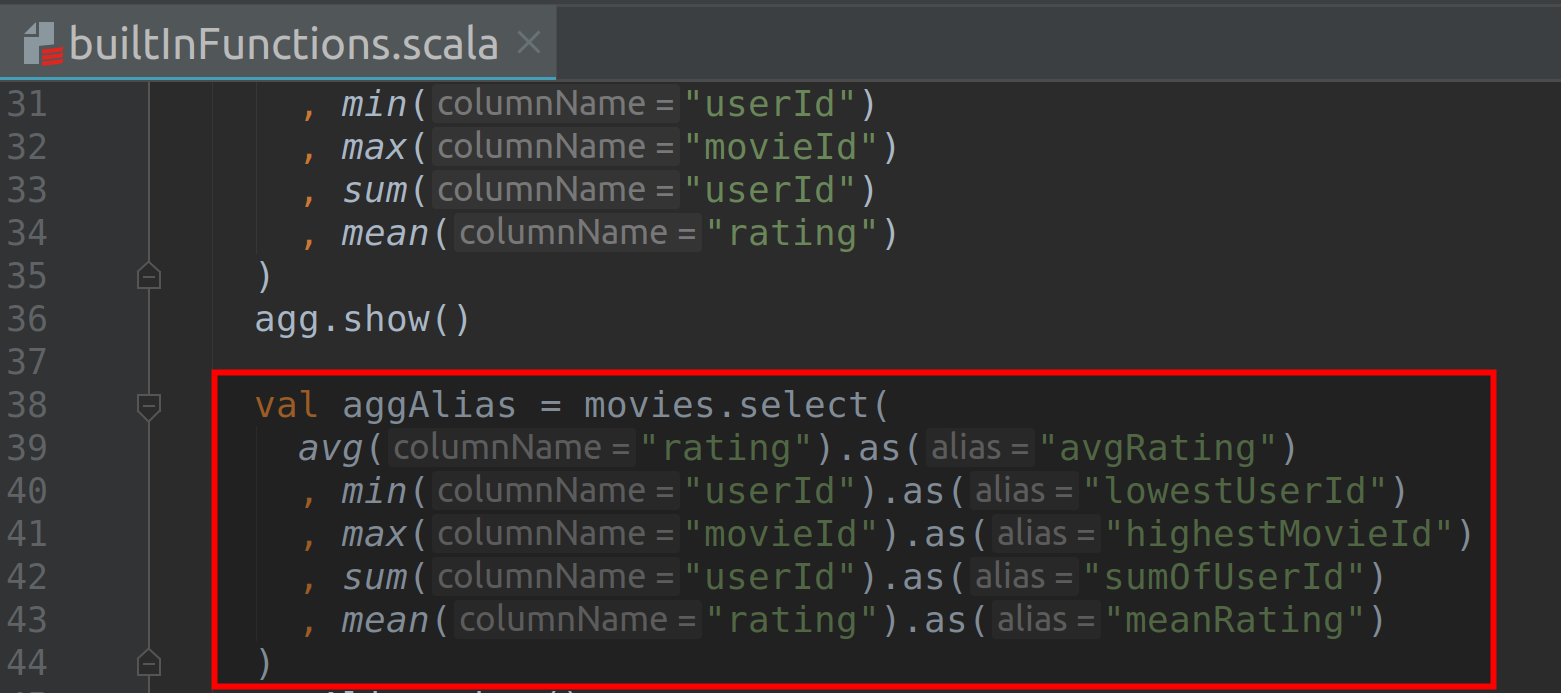 builtInFunctions.scala
31 , min( columnName = "userId")
32 , max( columnName = "movieId")
33 , sum( columnName = "userId")
34 , mean( columnName = "rating")
35 )
36 agg.show()
37
38 val aggAlias = movies.select(
39 avg( columnName = "rating").as( alias = "avgRating")
40 , min( columnName = "userId").as( alias = "lowestUserId")
41 , max( columnName = "movieId").as( alias = "highestMovieId")
42 , sum( columnName = "userId").as( alias = "sumOfUserId")
43 , mean( columnName = "rating").as( alias = "meanRating")
44 )